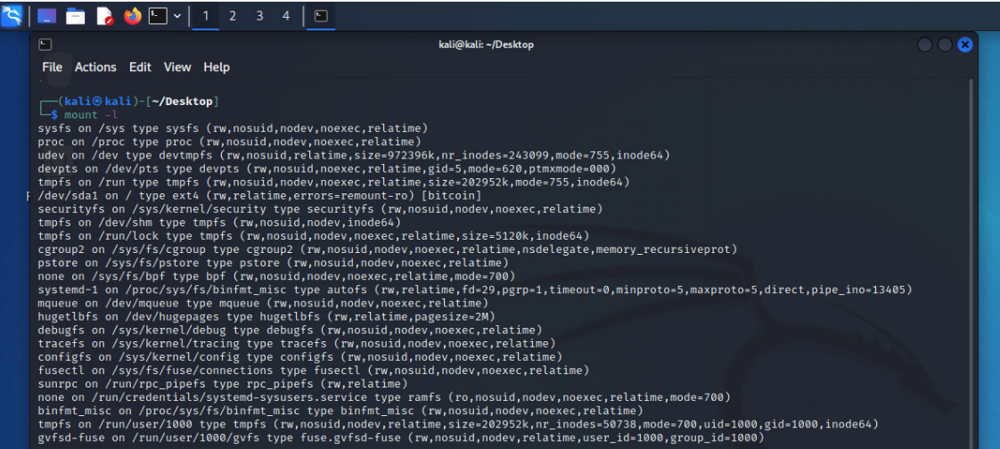 1 2 3 4
kali@kali: ~/Desktop
File Actions Edit View Help
┌──(kali㉿kali)-[~/Desktop]
└─$ mount -l
sysfs on /sys type sysfs (rw,nosuid,nodev,noexec,relatime)
proc on /proc type proc (rw,nosuid,nodev,noexec,relatime)
udev on /dev type devtmpfs (rw,nosuid,relatime,size=972396k,nr_inodes=243099,mode=755,inode64)
devpts on /dev/pts type devpts (rw,nosuid,noexec,relatime,gid=5,mode=620,ptmxmode=000)
tmpfs on /run type tmpfs (rw,nosuid,nodev,noexec,relatime,size=202952k,mode=755,inode64)
/dev/sda1 on / type ext4 (rw,relatime,errors=remount-ro) [bitcoin]
securityfs on /sys/kernel/security type securityfs (rw,nosuid,nodev,noexec,relatime)
tmpfs on /dev/shm type tmpfs (rw,nosuid,nodev,inode64)
tmpfs on /run/lock type tmpfs (rw,nosuid,nodev,noexec,relatime,size=5120k,inode64)
cgroup2 on /sys/fs/cgroup type cgroup2 (rw,nosuid,nodev,noexec,relatime,nsdelegate,memory_recursiveprot)
pstore on /sys/fs/pstore type pstore (rw,nosuid,nodev,noexec,relatime)
none on /sys/fs/bpf type bpf (rw,nosuid,nodev,noexec,relatime,mode=700)
systemd-1 on /proc/sys/fs/binfmt_misc type autofs (rw,relatime,fd=29,pgrp=1,timeout=0,minproto=5,maxproto=5,direct,pipe_ino=13405)
mqueue on /dev/mqueue type mqueue (rw,nosuid,nodev,noexec,relatime)
hugetlbfs on /dev/hugepages type hugetlbfs (rw,relatime,pagesize=2M)
debugfs on /sys/kernel/debug type debugfs (rw,nosuid,nodev,noexec,relatime)
tracefs on /sys/kernel/tracing type tracefs (rw,nosuid,nodev,noexec,relatime)
configfs on /sys/kernel/config type configfs (rw,nosuid,nodev,noexec,relatime)
fusectl on /sys/fs/fuse/connections type fusectl (rw,nosuid,nodev,noexec,relatime)
sunrpc on /run/rpc_pipefs type rpc_pipefs (rw,relatime)
none on /run/credentials/systemd-sysusers.service type ramfs (ro,nosuid,nodev,noexec,relatime,mode=700)
binfmt_misc on /proc/sys/fs/binfmt_misc type binfmt_misc (rw,nosuid,nodev,noexec,relatime)
tmpfs on /run/user/1000 type tmpfs (rw,nosuid,nodev,relatime,size=202952k,nr_inodes=50738,mode=700,uid=1000,gid=1000,inode64)
gvfsd-fuse on /run/user/1000/gvfs type fuse.gvfsd-fuse (rw,nosuid,nodev,relatime,user_id=1000,group_id=1000)